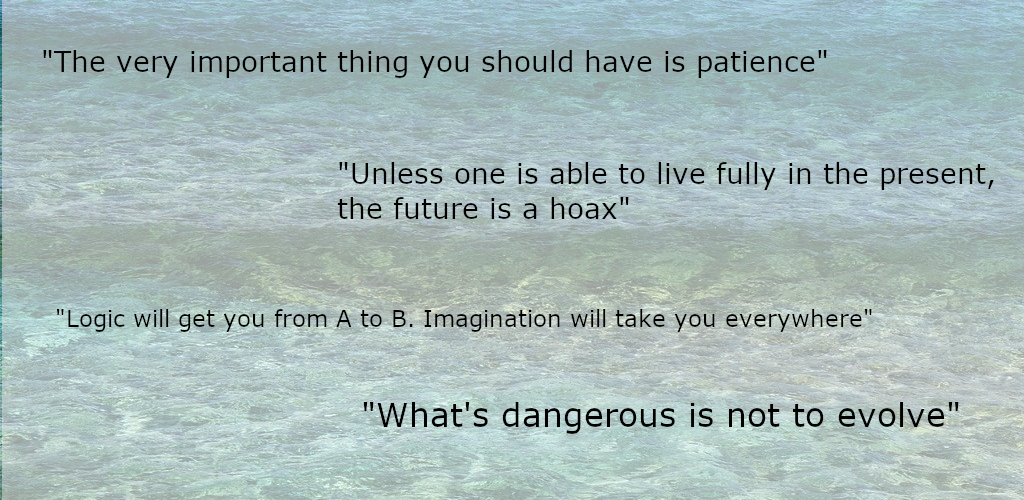 "The very important thing you should have is patience"
"Unless one is able to live fully in the present,
the future is a hoax"
"Logic will get you from A to B. Imagination will take you everywhere"
"What's dangerous is not to evolve"